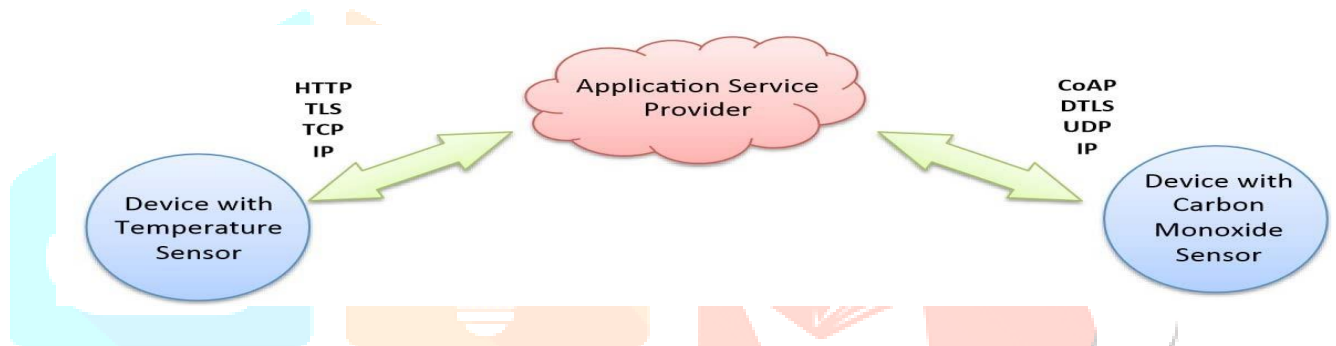 HTTP
TLS
TCP
IP
Application Service
Provider
CoAP
DTLS
UDP
IP
Device with
Temperature
Sensor
Device with
Carbon
Monoxide
Sensor